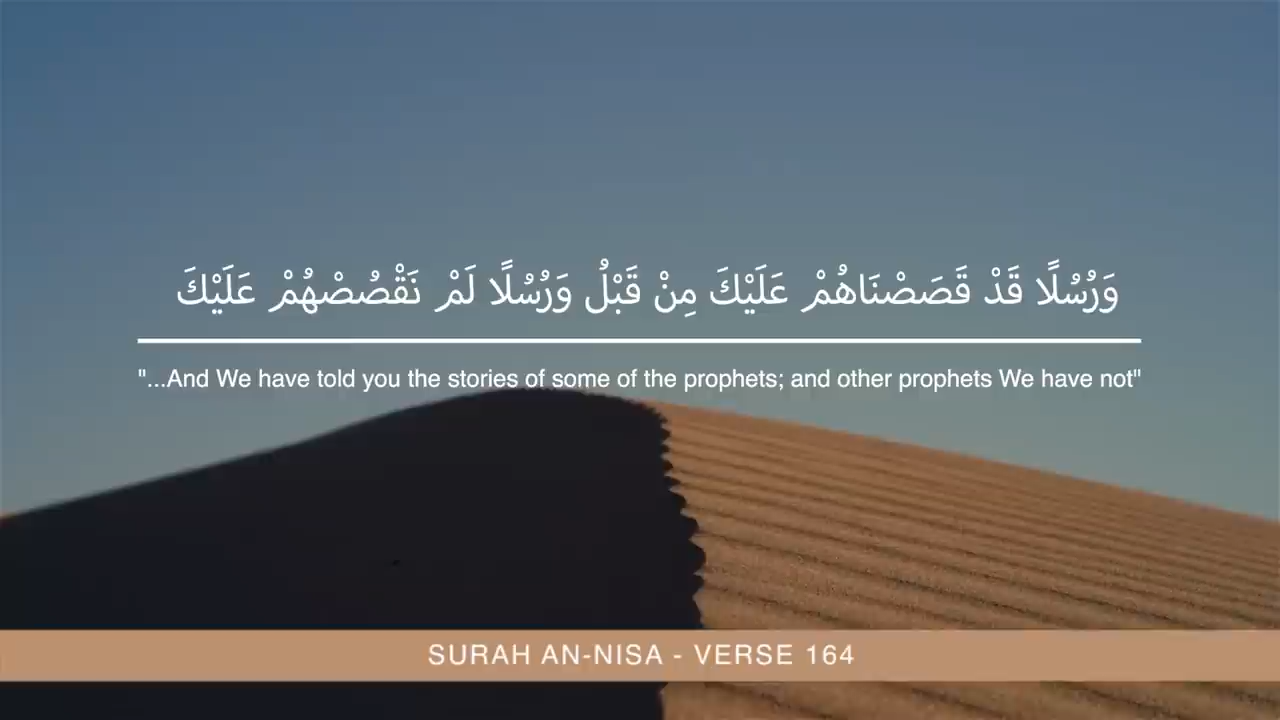 وَرُسُلًا قَدْ قَصَصْنَاهُمْ عَلَيْكَ مِنْ قَبْلُ وَرُسُلًا لَمْ نَقْصُصْهُمْ عَلَيْكَ
"...And We have told you the stories of some of the prophets; and other prophets We have not"
SURAH AN-NISA - VERSE 164